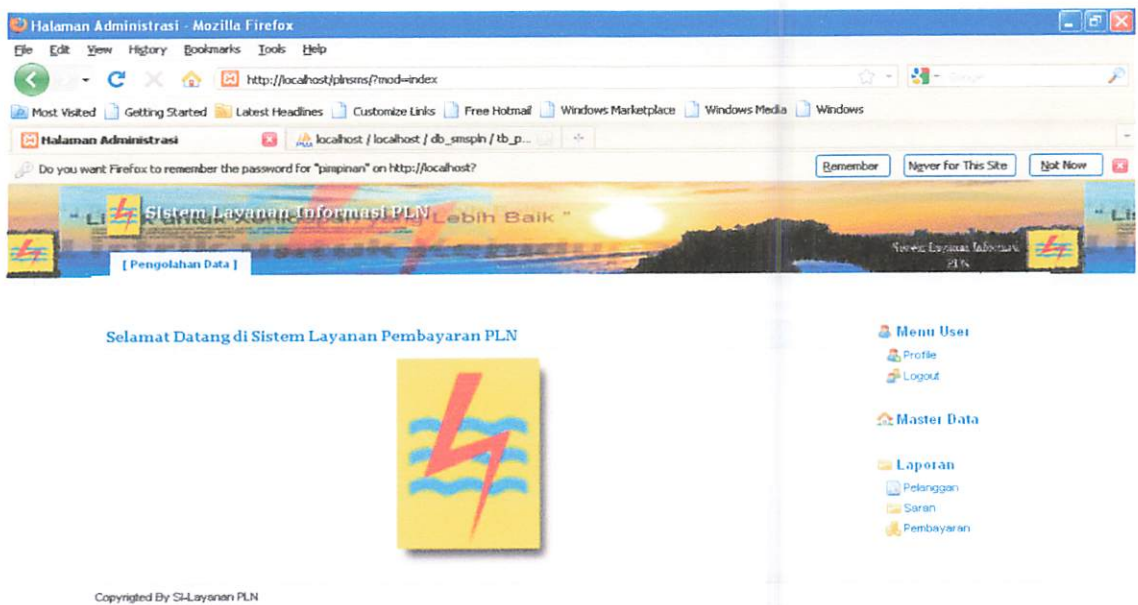 Halaman Administrasi - Mozilla Firefox
File Edit View History Bookmarks Tools Help
http://localhost/plnsms/?mod=index
Most Visited Getting Started Latest Headlines Customize Links Free Hotmail Windows Marketplace Windows Media Windows
Halaman Administrasi localhost / localhost / db_smspln / tb_p...
Do you want Firefox to remember the password for "pimpinan" on http://localhost? Remember Never for This Site Not Now
Sistem Layanan Informasi PLN
Lebih Baik "
Sistem Layanan Informasi
PLN
[ Pengolahan Data ]
Selamat Datang di Sistem Layanan Pembayaran PLN
Menu User
Profile
Logout
Master Data
Laporan
Pelanggan
Saran
Pembayaran
Copyrigted By SI-Layanan PLN